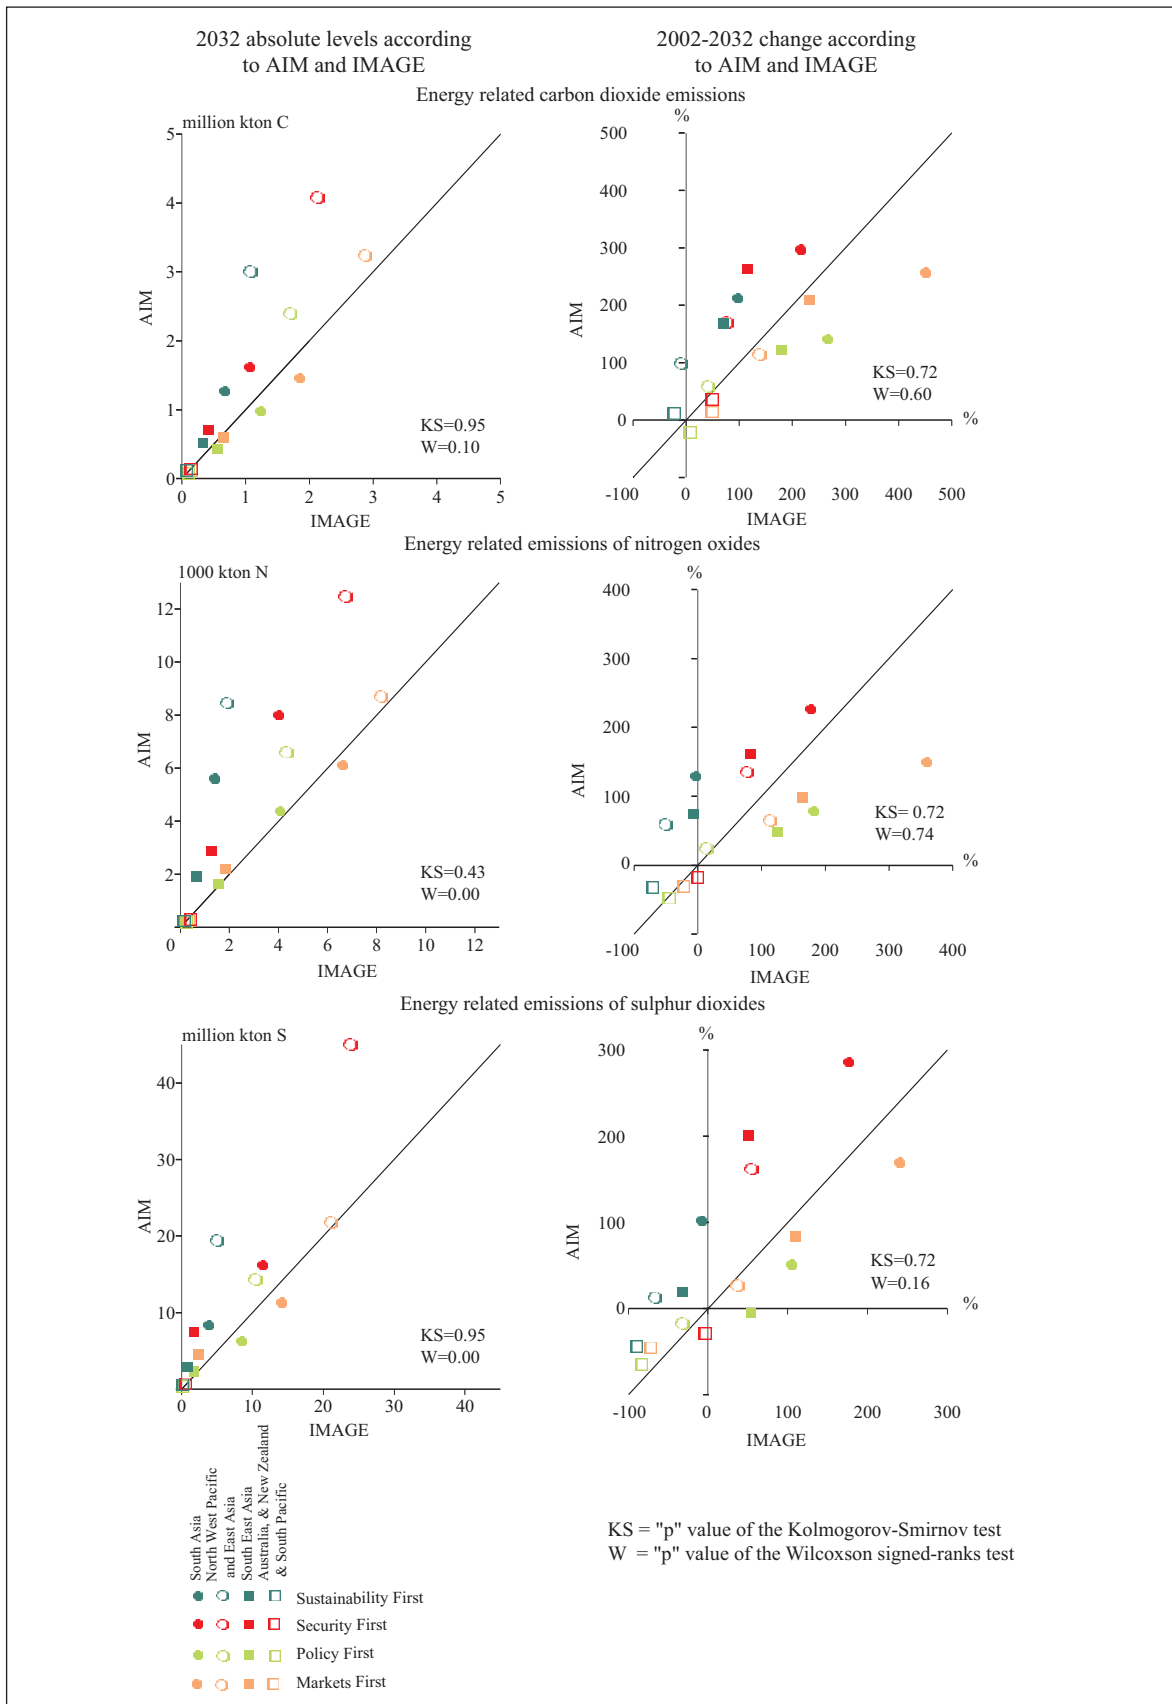 2032 absolute levels according
to AIM and IMAGE
2002-2032 change according
to AIM and IMAGE
Energy related carbon dioxide emissions
million kton C
5
4
3
2
1
0
AIM
KS=0.95
W=0.10
0 1 2 3 4 5
IMAGE
%
500
400
300
200
100
0
AIM
KS=0.72
W=0.60
%
-100 0 100 200 300 400 500
IMAGE
Energy related emissions of nitrogen oxides
1000 kton N
12
10
8
6
4
2
AIM
KS=0.43
W=0.00
0 2 4 6 8 10 12
IMAGE
%
400
300
200
100
0
AIM
KS= 0.72
W=0.74
%
-100 0 100 200 300 400
IMAGE
Energy related emissions of sulphur dioxides
million kton S
40
30
20
10
AIM
KS=0.95
W=0.00
0 10 20 30 40
IMAGE
%
300
200
100
0
AIM
KS=0.72
W=0.16
%
-100 0 100 200 300
IMAGE
South Asia
North West Pacific
and East Asia
South East Asia
Australia, & New Zealand
& South Pacific
Sustainability First
Security First
Policy First
Markets First
KS = "p" value of the Kolmogorov-Smirnov test
W = "p" value of the Wilcoxson signed-ranks test